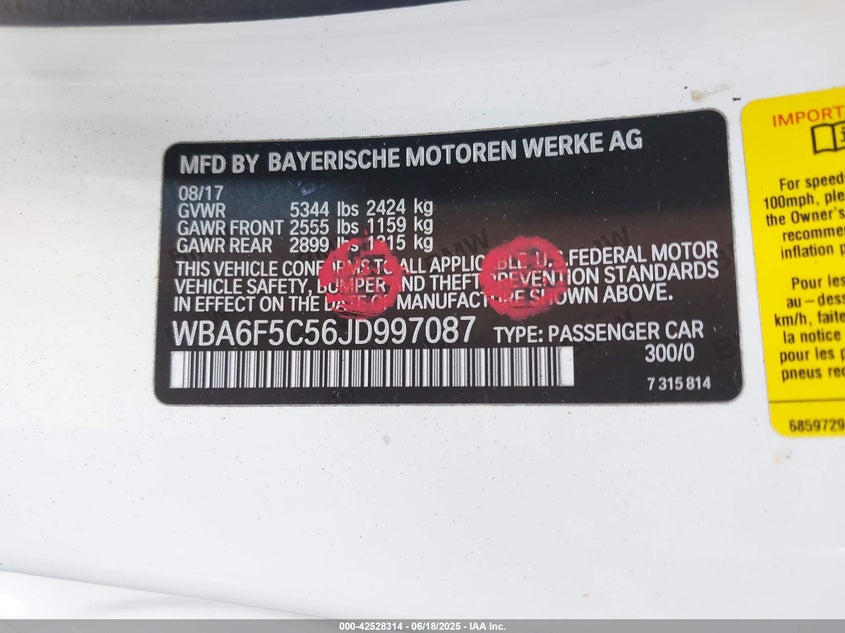 MFD BY BAYERISCHE MOTOREN WERKE AG
08/17
GVWR 5344 lbs 2424 kg
GAWR FRONT 2555 lbs 1159 kg
GAWR REAR 2899 lbs 1315 kg
THIS VEHICLE CONFORMS TO ALL APPLICABLE U.S. FEDERAL MOTOR
VEHICLE SAFETY, BUMPER AND THEFT PREVENTION STANDARDS
IN EFFECT ON THE DATE OF MANUFACTURE SHOWN ABOVE.
WBA6F5C56JD997087 TYPE: PASSENGER CAR
300/0
7 315 814
IMPORT
For speed
100mph, ple
the Owner's
recommen
inflation p
Pour les
au-dess
km/h, faite
la notice
pour les p
pneus rec
6859729
000-42528314 - 06/18/2025 - IAA Inc.